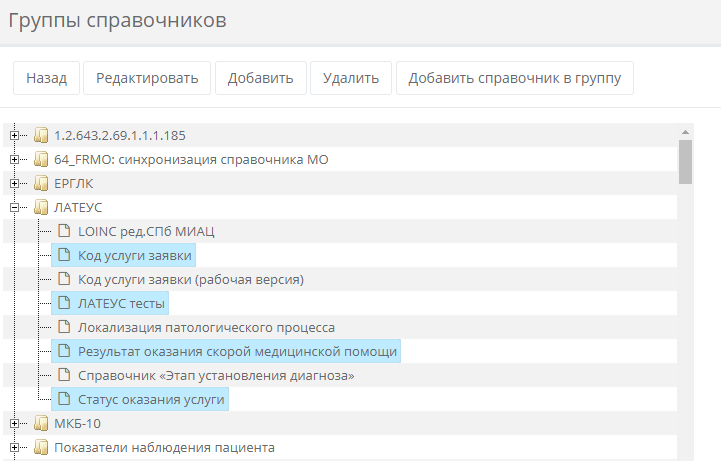 Группы справочников
Назад Редактировать Добавить Удалить Добавить справочник в группу
1.2.643.2.69.1.1.1.185
64_FRMO: синхронизация справочника МО
ЕРГЛК
ЛАТЕУС
LOINC ред.СПб МИАЦ
Код услуги заявки
Код услуги заявки (рабочая версия)
ЛАТЕУС тесты
Локализация патологического процесса
Результат оказания скорой медицинской помощи
Справочник «Этап установления диагноза»
Статус оказания услуги
МКБ-10
Показатели наблюдения пациента